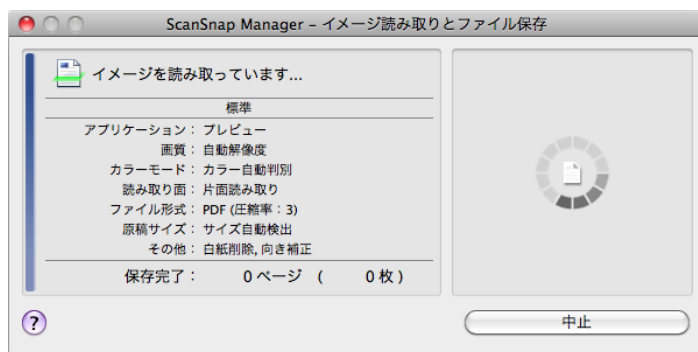 ScanSnap Manager – イメージ読み取りとファイル保存
イメージを読み取っています...
標準
アプリケーション： プレビュー
画質： 自動解像度
カラーモード： カラー自動判別
読み取り面： 片面読み取り
ファイル形式： PDF (圧縮率：3)
原稿サイズ： サイズ自動検出
その他： 白紙削除, 向き補正
保存完了： 0 ページ ( 0 枚 )
? 中止